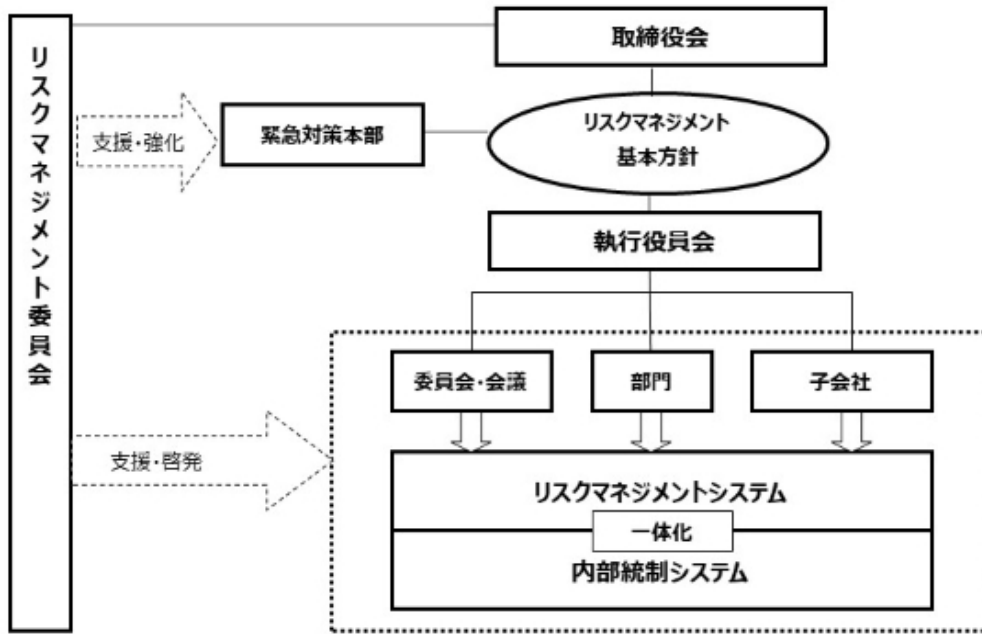 リスクマネジメント委員会
取締役会
支援・強化
緊急対策本部
リスクマネジメント
基本方針
執行役員会
委員会・会議
部門
子会社
支援・啓発
リスクマネジメントシステム
一体化
内部統制システム